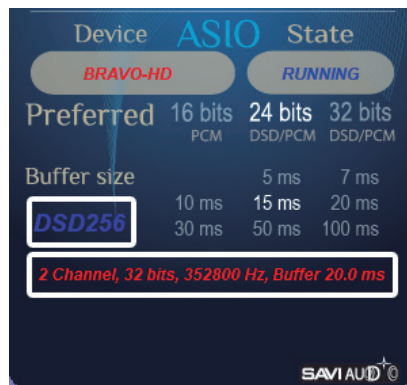 Device ASIO State
BRAVO-HD RUNNING
Preferred 16 bits 24 bits 32 bits
PCM DSD/PCM DSD/PCM
Buffer size 5 ms 7 ms
10 ms 15 ms 20 ms
DSD256 30 ms 50 ms 100 ms
2 Channel, 32 bits, 352800 Hz, Buffer 20.0 ms
SAVI AUDIO